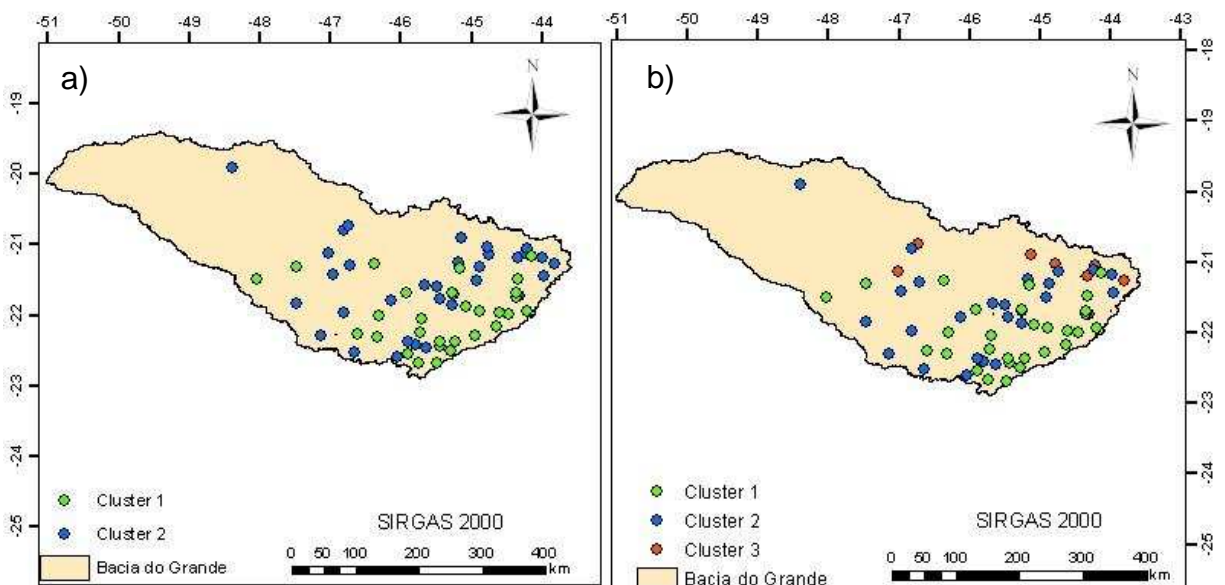 -51 -50 -49 -48 -47 -46 -45 -44
a)
N
-19
-20
-21
-22
-23
-24
-25
Cluster 1
Cluster 2
Bacia do Grande
SIRGAS 2000
0 50 100 200 300 400
km
-51 -50 -49 -48 -47 -46 -45 -44 -43
b)
N
-18
-19
-20
-21
-22
-23
-24
-25
Cluster 1
Cluster 2
Cluster 3
Bacia do Grande
SIRGAS 2000
0 50 100 200 300 400
km